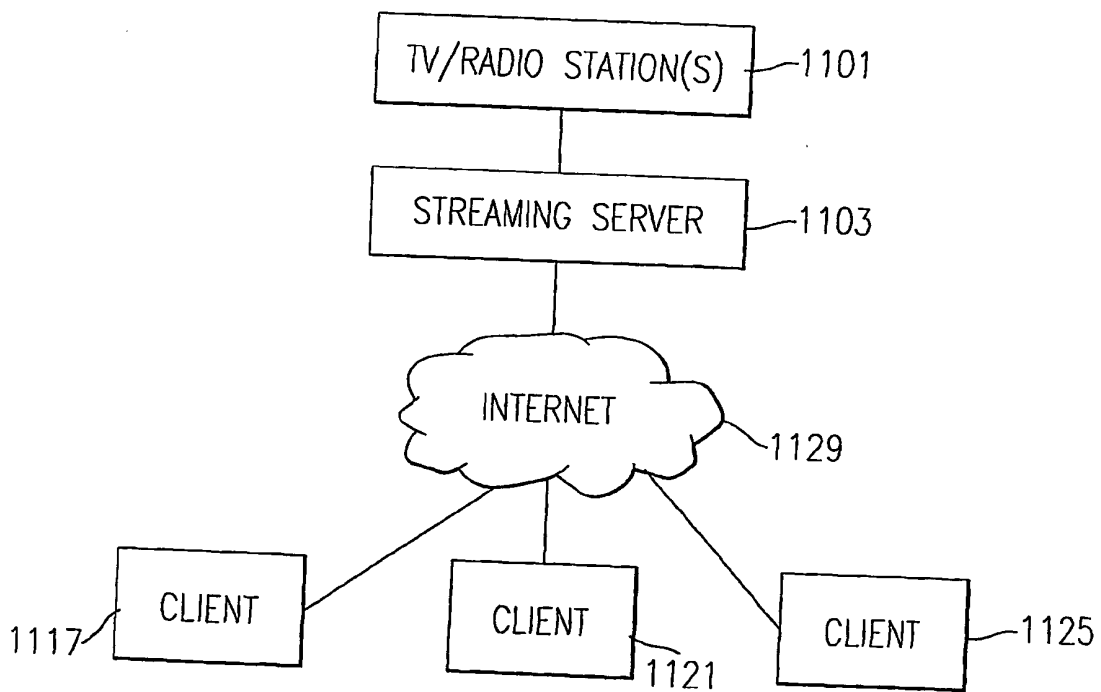 TV/RADIO STATION(S)
1101
STREAMING SERVER
1103
INTERNET
1129
CLIENT
1117
CLIENT
1121
CLIENT
1125